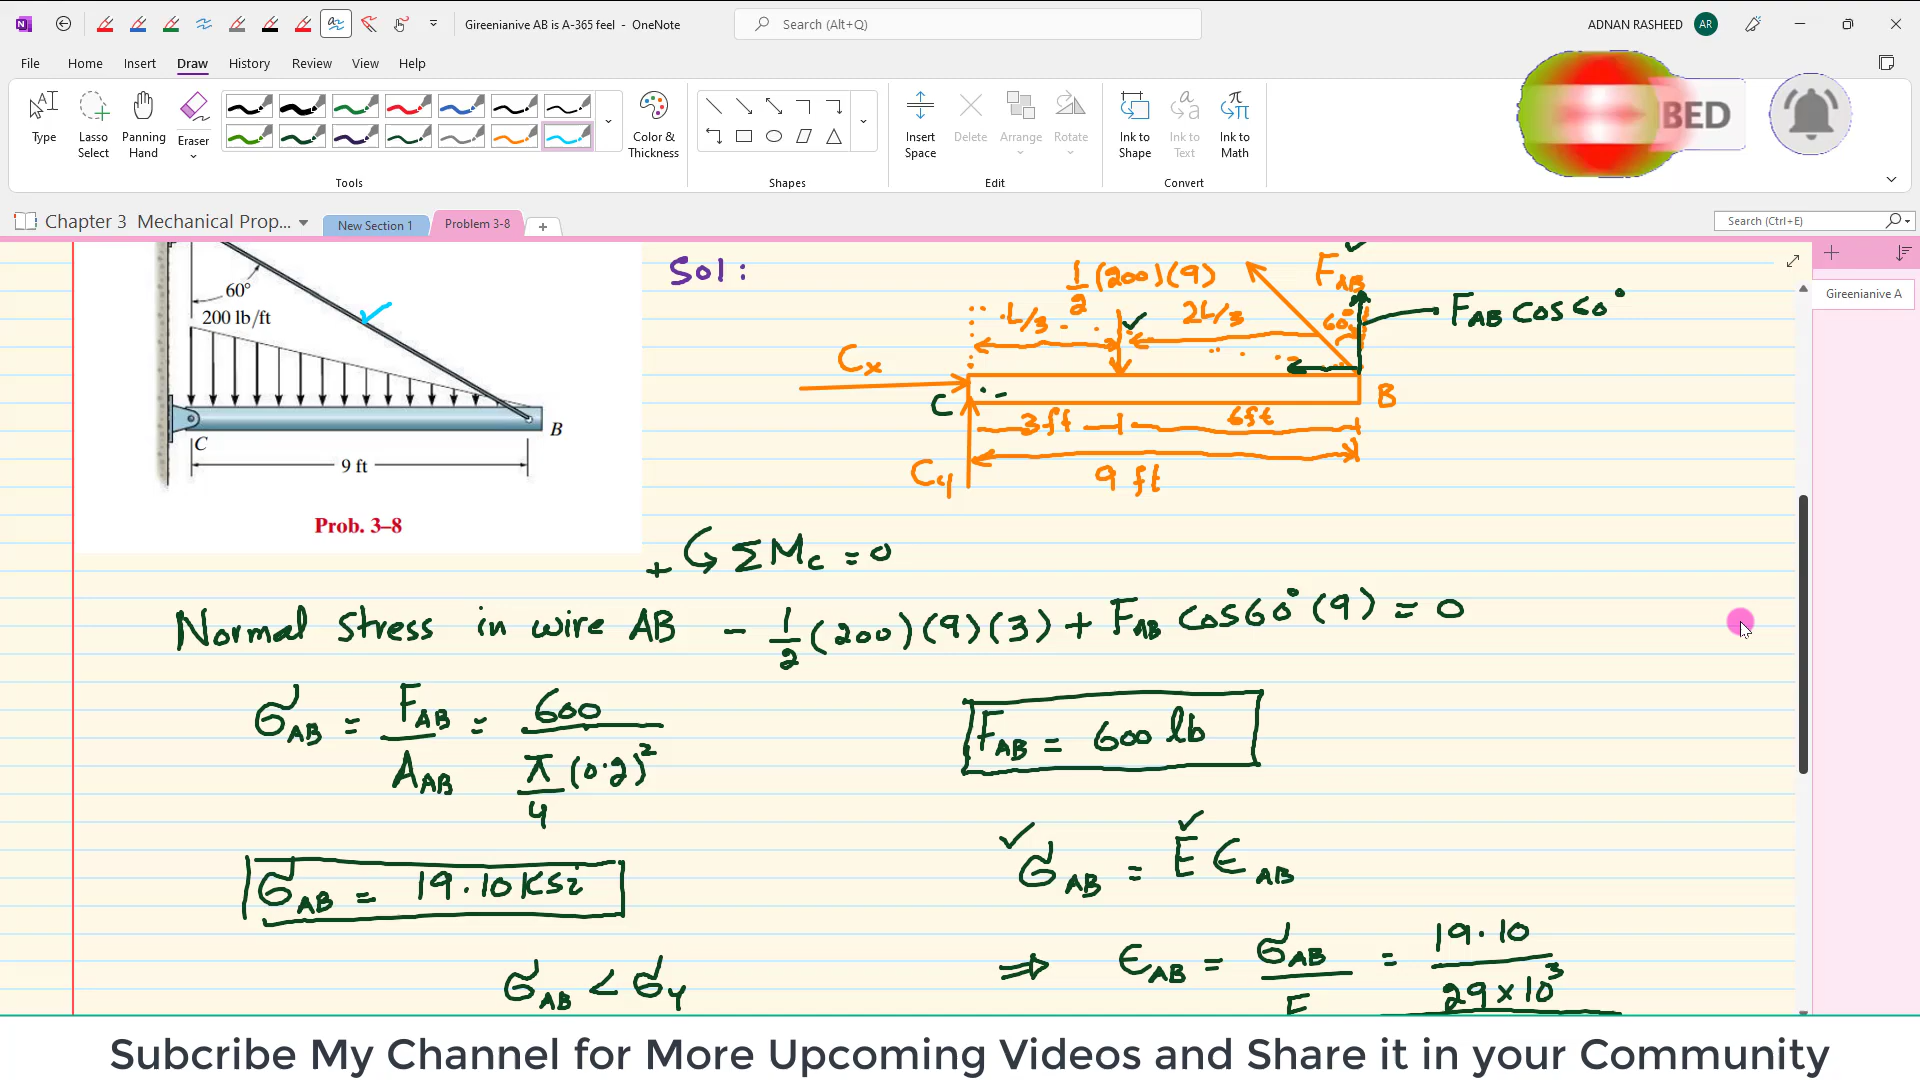 Gireenianive AB is A-365 feel - OneNote
Search (Alt+Q)
ADNAN RASHEED
AR
File Home Insert Draw History Review View Help
Type
Lasso Select
Panning Hand
Eraser
Color & Thickness
Insert Space
Delete
Arrange
Rotate
Ink to Shape
Ink to Text
Ink to Math
Tools
Shapes
Edit
Convert
BED
Chapter 3 Mechanical Prop...
New Section 1
Problem 3-8
Search (Ctrl+E)
Gireenianive A
60°
200 lb/ft
C
B
9 ft
Prob. 3–8
Sol :
1/2 (200)(9)
F_AB
F_AB cos 60°
L/3
2L/3
60°
C_x
C
B
3 ft
6 ft
C_y
9 ft
+ ΣM_C = 0
Normal stress in wire AB
- 1/2 (200)(9)(3) + F_AB cos60° (9) = 0
σ_AB = F_AB / A_AB = 600 / π/4 (0.2)²
F_AB = 600 lb
σ_AB = E ϵ_AB
σ_AB = 19.10 Ksi
⇒ ϵ_AB = σ_AB / E = 19.10 / 29 × 10³
σ_AB < σ_y
Subcribe My Channel for More Upcoming Videos and Share it in your Community